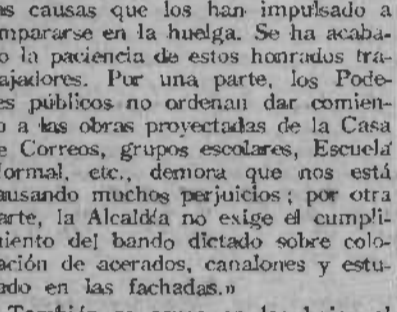 as causas que los han impulsado a
mpararse en la huelga. Se ha acaba-
o la paciencia de estos honrados tra-
ajadores. Por una parte, los Pode-
es públicos no ordenan dar comien-
o a las obras proyectadas de la Casa
e Correos, grupos escolares, Escuela
ormal, etc., demora que nos está
ausando muchos perjuicios; por otra
arte, la Alcaldía no exige el cumpli-
iento del bando dictado sobre colo-
ación de acerados, canalones y estu-
ado en las fachadas.»